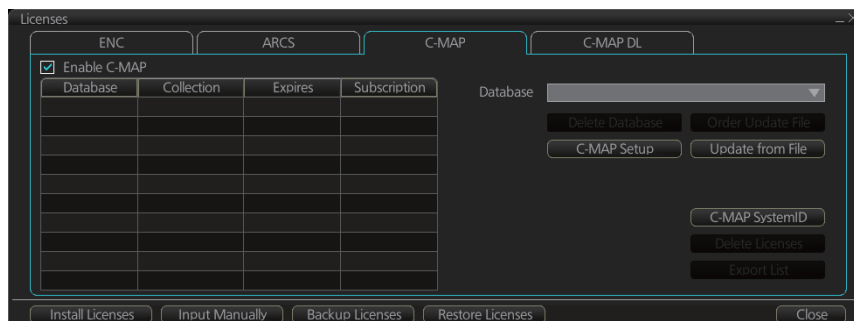 Licenses
ENC ARCS C-MAP C-MAP DL
Enable C-MAP
Database Collection Expires Subscription
Database
Delete Database Order Update File
C-MAP Setup Update from File
C-MAP SystemID
Delete Licenses
Export List
Install Licenses Input Manually Backup Licenses Restore Licenses Close